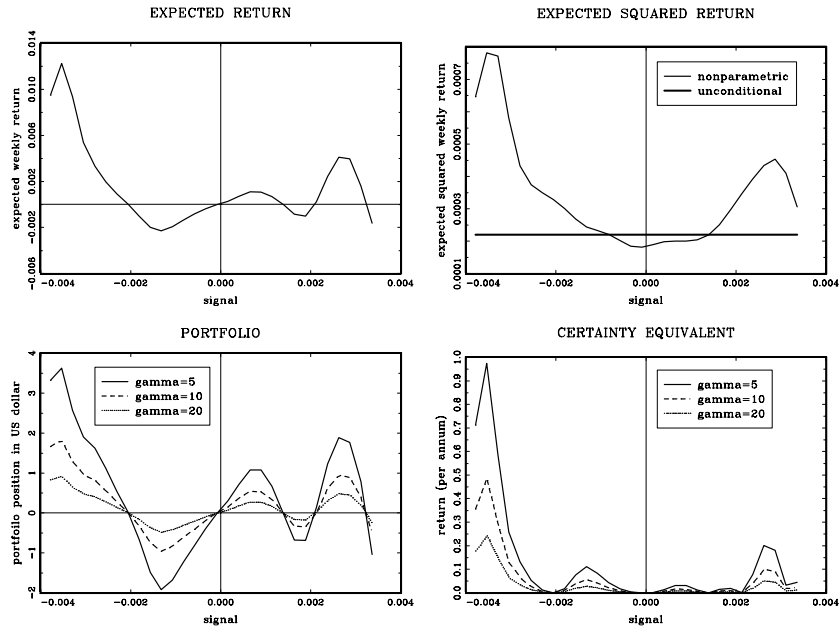 EXPECTED RETURN
expected weekly return
0.014
0.010
0.006
0.002
-0.002
-0.006
-0.004
-0.002
0.000
0.002
0.004
signal
EXPECTED SQUARED RETURN
expected squared weekly return
0.0007
0.0005
0.0003
0.0001
nonparametric
unconditional
-0.004
-0.002
0.000
0.002
0.004
signal
PORTFOLIO
portfolio position in US dollar
4
3
2
1
0
-1
-2
gamma=5
gamma=10
gamma=20
-0.004
-0.002
0.000
0.002
0.004
signal
CERTAINTY EQUIVALENT
return (per annum)
1.0
0.9
0.8
0.7
0.6
0.5
0.4
0.3
0.2
0.1
0.0
gamma=5
gamma=10
gamma=20
-0.004
-0.002
0.000
0.002
0.004
signal